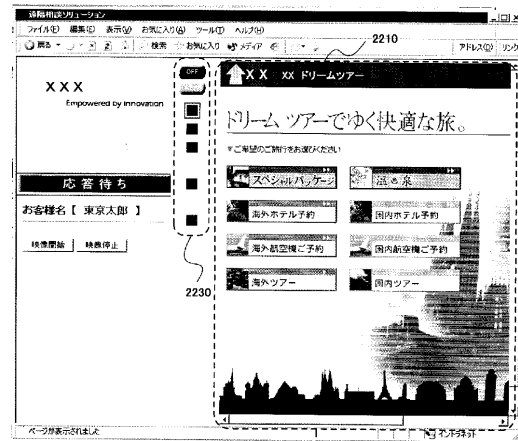 遠隔相談ソリューション
ファイル(F) 編集(E) 表示(V) お気に入り(A) ツール(T) ヘルプ(H)
戻る 検索 お気に入り メディア アドレス(D) リンク
2210
XXX
Empowered by Innovation
OFF
XX XX ドリームツアー
ドリームツアーでゆく快適な旅。
▼ご希望のご旅行をお選びください
スペシャルパッケージ 温泉
応答待ち
お客様名【 東京太郎 】
海外ホテル予約 国内ホテル予約
映像開始 映像停止
海外航空機ご予約 国内航空機ご予約
2230
海外ツアー 国内ツアー
ページが表示されました
イントラネット